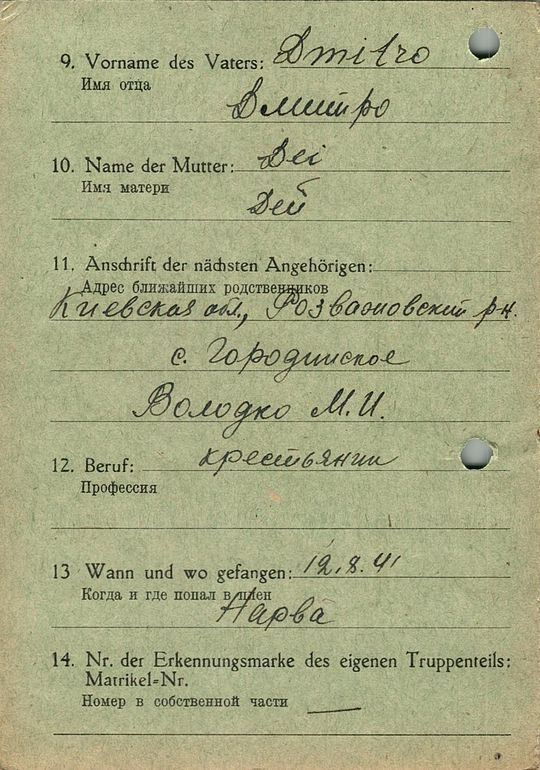 9. Vorname des Vaters: Dmitro
Имя отца
Дмитро
10. Name der Mutter: Dei
Имя матери
Дей
11. Anschrift der nächsten Angehörigen:
Адрес ближайших родственников
Киевская обл., Розважовский р-н.
с. Городинское
Володко М.И.
12. Beruf: крестьянин
Профессия
13 Wann und wo gefangen: 12.8.41
Когда и где попал в плен
Нарва
14. Nr. der Erkennungsmarke des eigenen Truppenteils:
Matrikel=Nr.
Номер в собственной части —